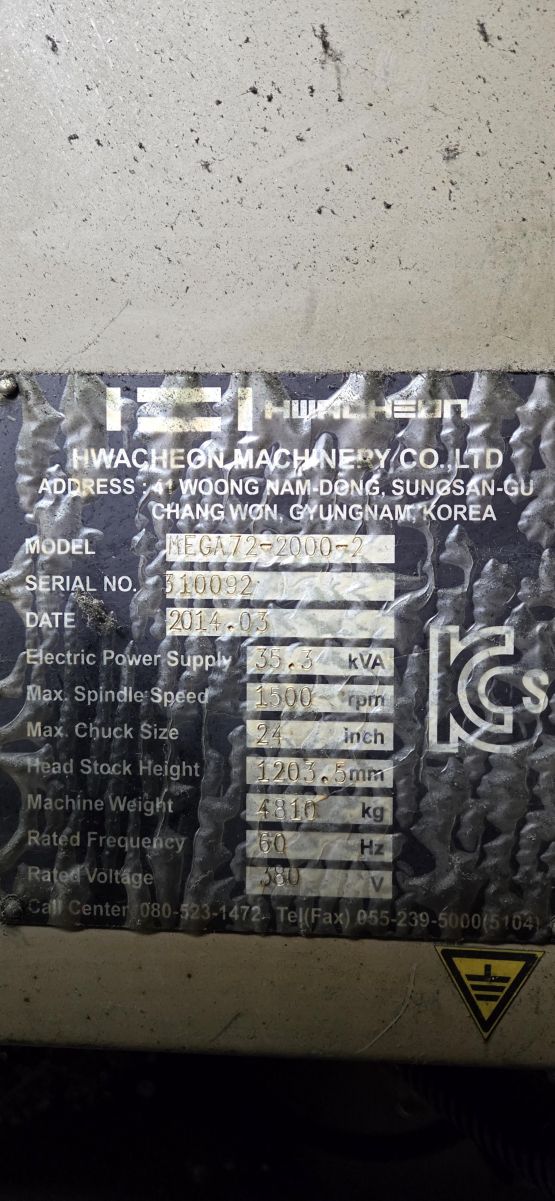 HWACHEON
HWACHEON MACHINERY CO., LTD
ADDRESS : 41 WOONG NAM-DONG, SUNGSAN-GU
CHANG WON, GYUNGNAM, KOREA
MODEL MEGA72-2000-2
SERIAL NO. 310092
DATE 2014.03
Electric Power Supply 35.3 kVA
Max. Spindle Speed 1500 rpm
Max. Chuck Size 24 inch
Head Stock Height 1203.5mm
Machine Weight 4810 kg
Rated Frequency 60 Hz
Rated Voltage 380 V
Call Center 080-523-1472 Tel(Fax) 055-239-5000(5104)
KCs